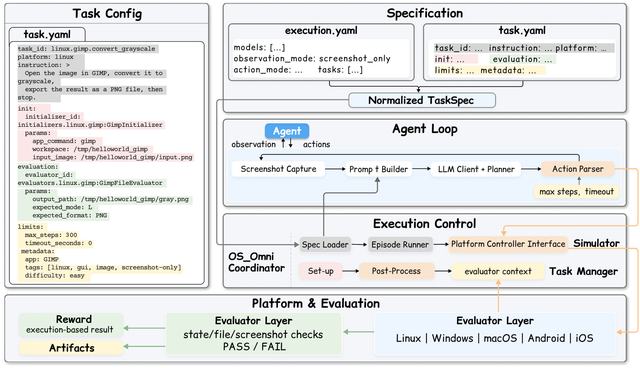 Task Config
task.yaml
task_id: linux.gimp.convert_grayscale
platform: linux
instruction: >
Open the image in GIMP, convert it to
grayscale,
export the result as a PNG file, then
stop.
init:
initializer_id:
initializers.linux.gimp:GimpInitializer
params:
app_command: gimp
workspace: /tmp/helloworld_gimp
input_image: /tmp/helloworld_gimp/input.png
evaluation:
evaluator_id:
evaluators.linux.gimp:GimpFileEvaluator
params:
output_path: /tmp/helloworld_gimp/gray.png
expected_mode: L
expected_format: PNG
limits:
max_steps: 300
timeout_seconds: 0
metadata:
app: GIMP
tags: [linux, gui, image, screenshot-only]
difficulty: easy
Specification
execution.yaml
models: [...]
observation_mode: screenshot_only
action_mode: ... tasks: [...]
task.yaml
task_id: ... instruction: ... platform: ...
init: ... evaluation: ...
limits: ... metadata: ...
Normalized TaskSpec
Agent Loop
Agent
observation actions
Screenshot Capture
Promp t Builder
LLM Client + Planner
Action Parser
max steps, timeout
Execution Control
OS_Omni
Coordinator
Spec Loader
Episode Runner
Platform Controller Interface
Simulator
Set-up
Post-Process
evaluator context
Task Manager
Platform & Evaluation
Reward
execution-based result
Artifacts
Evaluator Layer
state/file/screenshot checks
PASS / FAIL
Evaluator Layer
Linux | Windows | macOS | Android | iOS